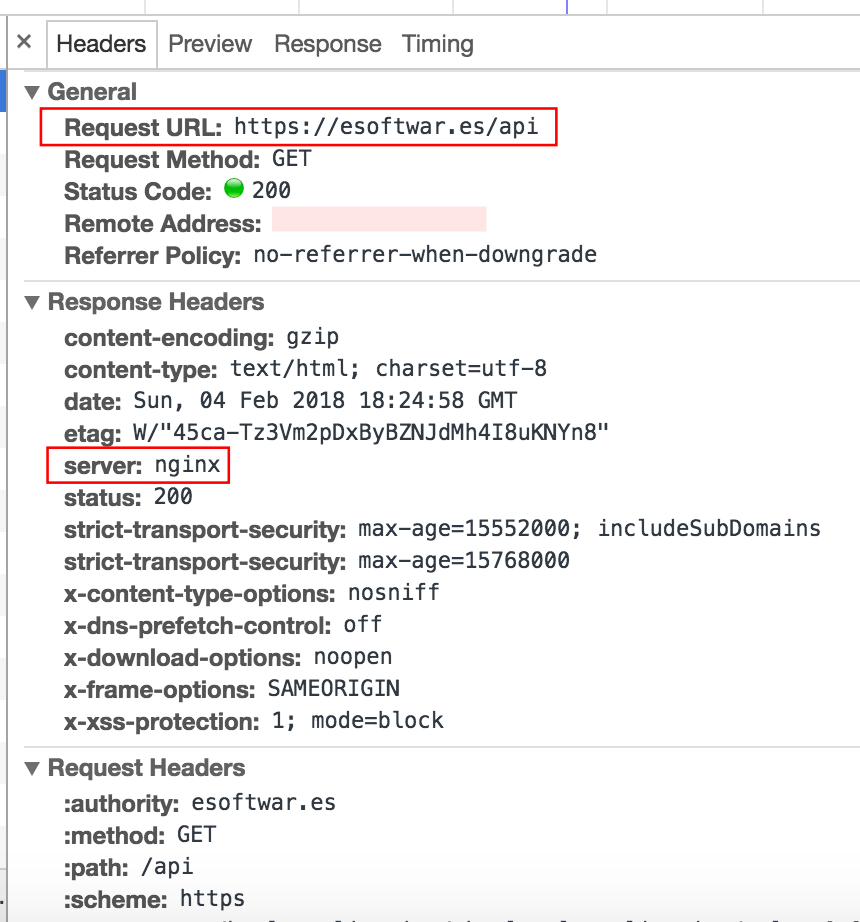 × Headers Preview Response Timing
▼ General
Request URL: https://esoftwar.es/api
Request Method: GET
Status Code: 200
Remote Address:
Referrer Policy: no-referrer-when-downgrade
▼ Response Headers
content-encoding: gzip
content-type: text/html; charset=utf-8
date: Sun, 04 Feb 2018 18:24:58 GMT
etag: W/"45ca-Tz3Vm2pDxByBZNJdMh4I8uKNYn8"
server: nginx
status: 200
strict-transport-security: max-age=15552000; includeSubDomains
strict-transport-security: max-age=15768000
x-content-type-options: nosniff
x-dns-prefetch-control: off
x-download-options: noopen
x-frame-options: SAMEORIGIN
x-xss-protection: 1; mode=block
▼ Request Headers
:authority: esoftwar.es
:method: GET
:path: /api
:scheme: https